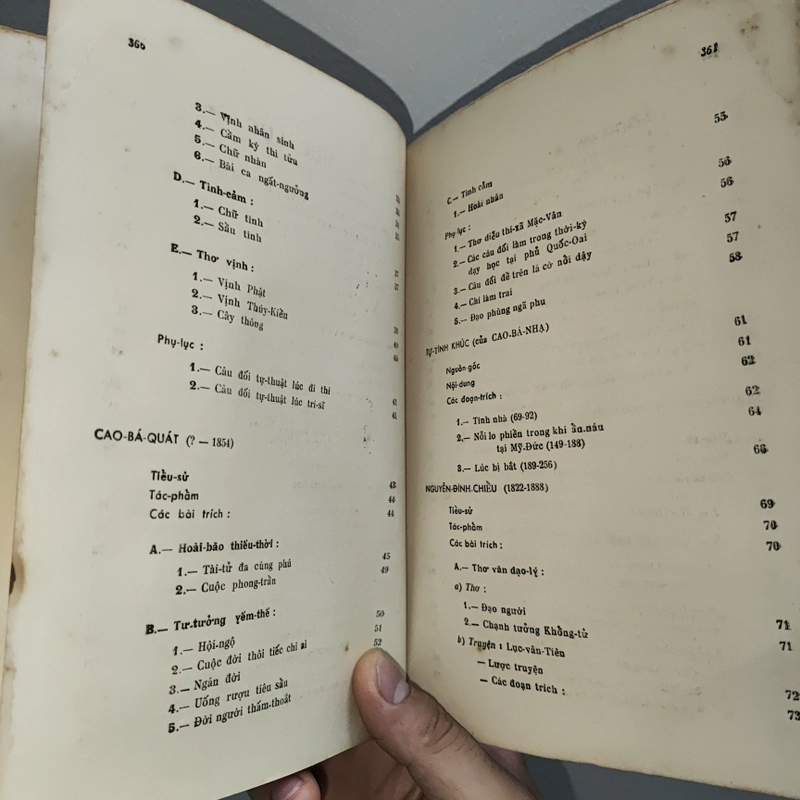 360
3.— Vịnh nhân sinh
4.— Cầm kỳ thi tửu
5.— Chữ nhàn
6.— Bài ca ngất-ngưởng
D.— Tình-cảm :
1.— Chữ tình
2.— Sầu tình
E.— Thơ vịnh :
1.— Vịnh Phật 37
2.— Vịnh Thúy-Kiều 37
3.— Cây thông
Phụ-lục :
1.— Câu đối tự-thuật lúc đi thi 41
2.— Câu đối tự-thuật lúc trí-sĩ 41
CAO-BÁ-QUÁT (? — 1854)
Tiểu-sử 43
Tác-phẩm 44
Các bài trích : 44
A.— Hoài-bão thiếu-thời :
1.— Tài-tử đa cùng phú 45
2.— Cuộc phong-trần 49
B.— Tư-tưởng yếm-thế : 50
1.— Hội-ngộ 51
2.— Cuộc đời thôi tiếc chi ai 52
3.— Ngán đời
4.— Uống rượu tiêu sầu
5.— Đời người thấm-thoắt
361
55
C.— Tình cảm 56
1.— Hoài nhân 56
Phụ lục :
1.— Thơ diệu thi-xã Mặc-Vân 57
2.— Các câu đối làm trong thời-kỳ
dạy học tại phủ Quốc-Oai 57
3.— Câu đối đề trên lá cờ nổi dậy 58
4.— Chí làm trai
5.— Đạo phùng ngã phu
TỰ-TÌNH KHÚC (của CAO-BÁ-NHẠ) 61
Nguồn gốc 61
Nội-dung 62
Các đoạn-trích :
1.— Tình nhà (69-92) 62
2.— Nỗi lo phiền trong khi ẩn.náu 64
tại Mỹ.Đức (149-188)
3.— Lúc bị bắt (189-256) 66
NGUYỄN-ĐÌNH-CHIỂU (1822-1888)
Tiểu-sử 69
Tác-phẩm 70
Các bài trích : 70
A.— Thơ văn đạo-lý :
a) Thơ :
1.— Đạo người
2.— Chạnh tưởng Khổng-tử 71
b) Truyện : Lục-vân-Tiên 71
— Lược truyện 72
— Các đoạn trích : 73